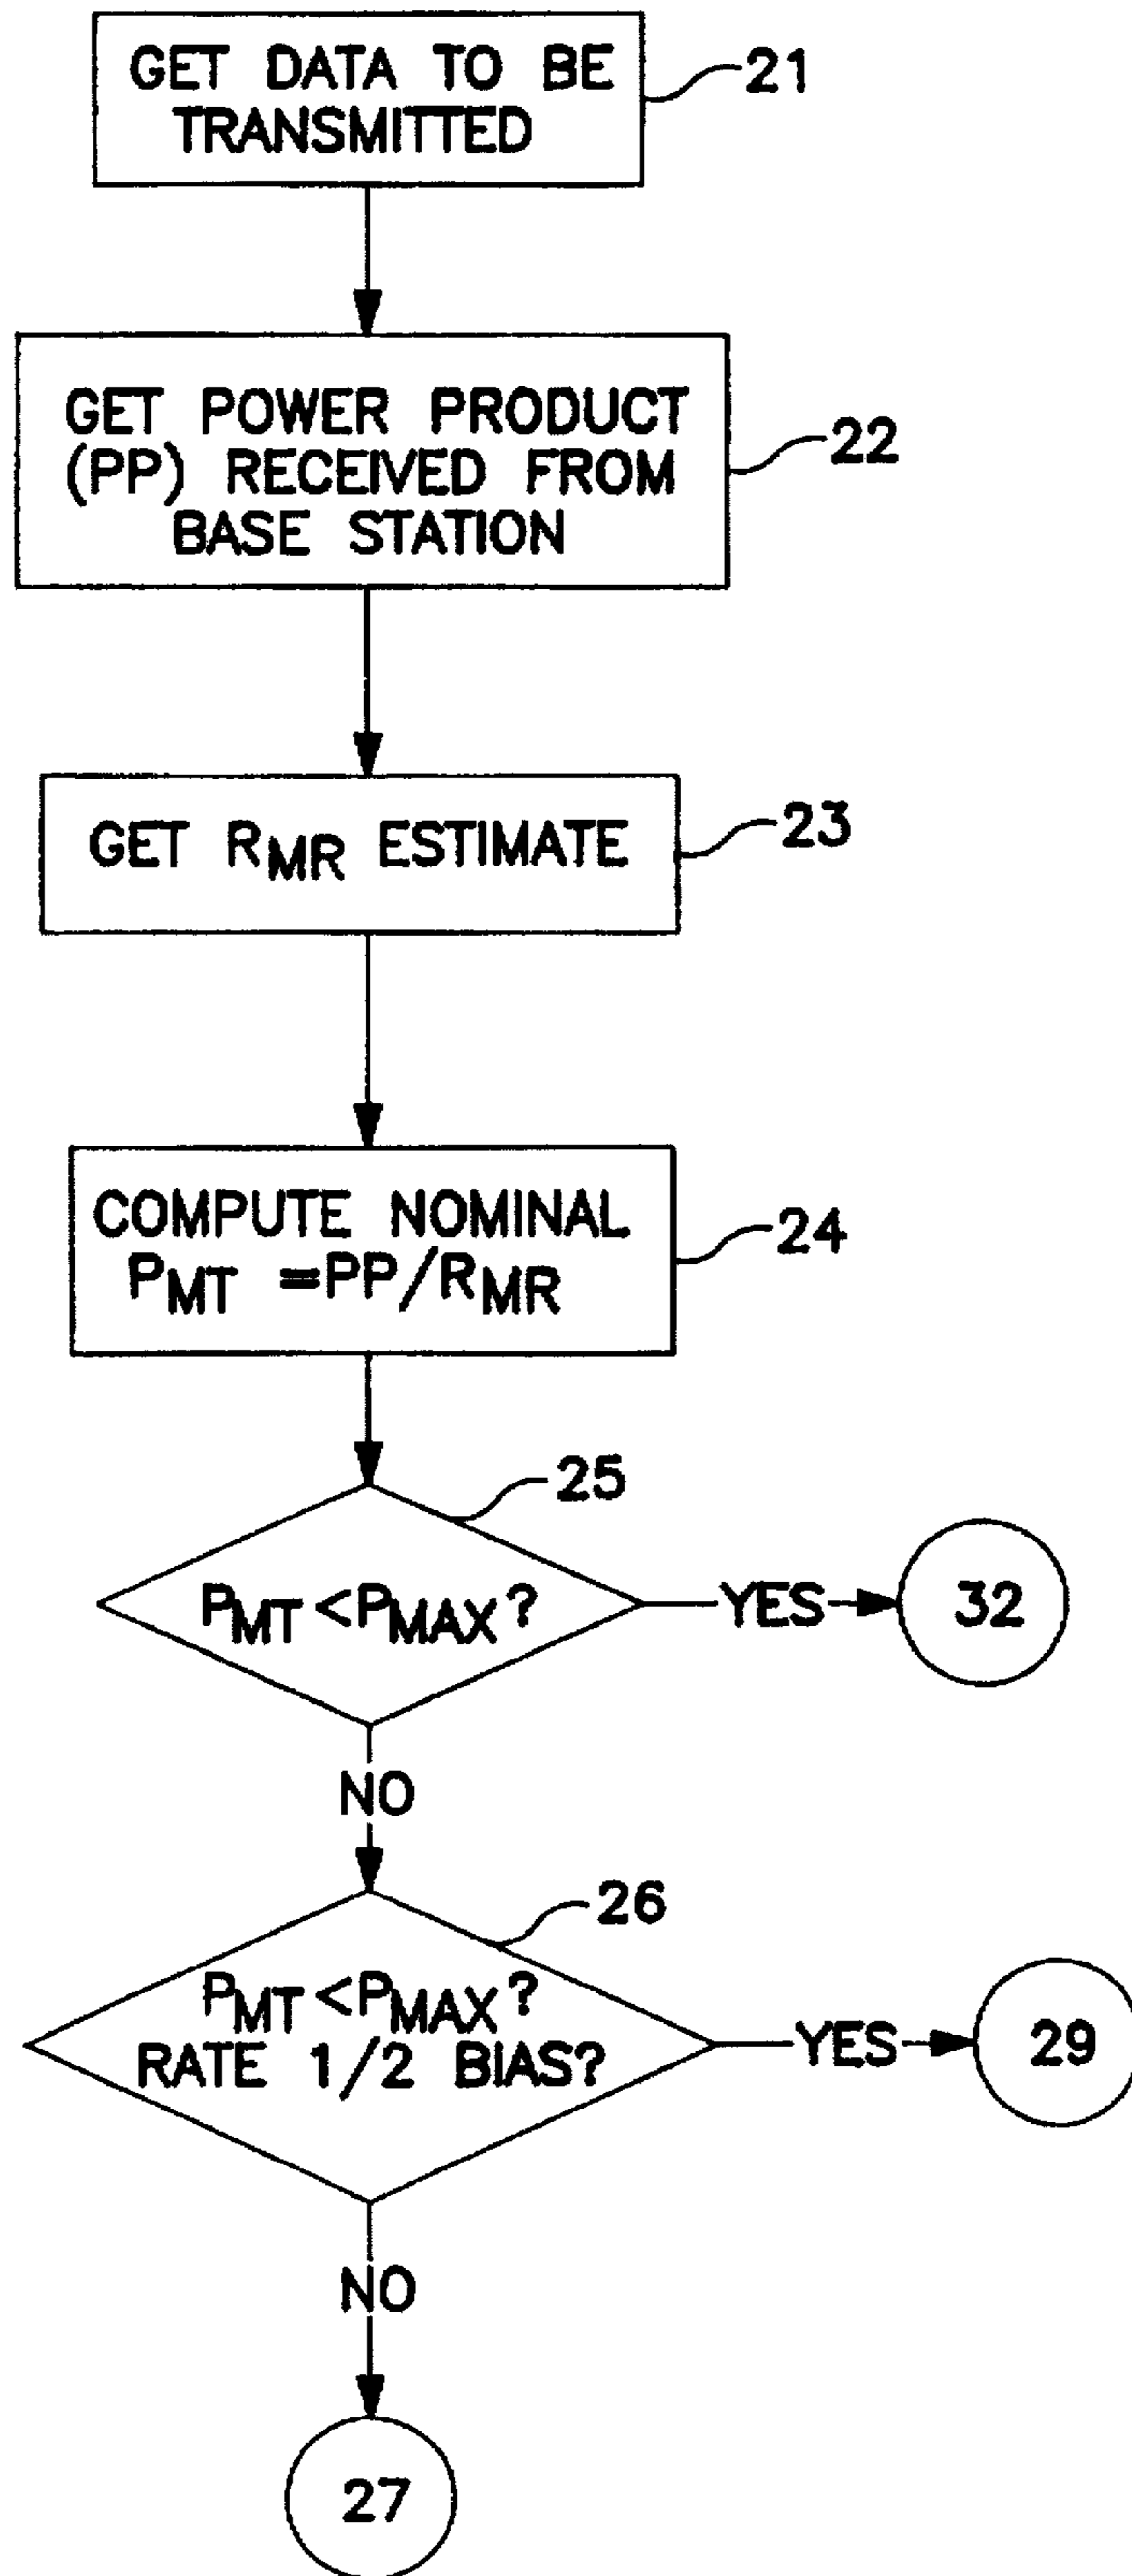 GET DATA TO BE
TRANSMITTED
21
GET POWER PRODUCT
(PP) RECEIVED FROM
BASE STATION
22
GET RMR ESTIMATE
23
COMPUTE NOMINAL
PMT =PP/RMR
24
25
PMT<PMAX?
YES
32
NO
26
PMT<PMAX?
RATE 1/2 BIAS?
YES
29
NO
27